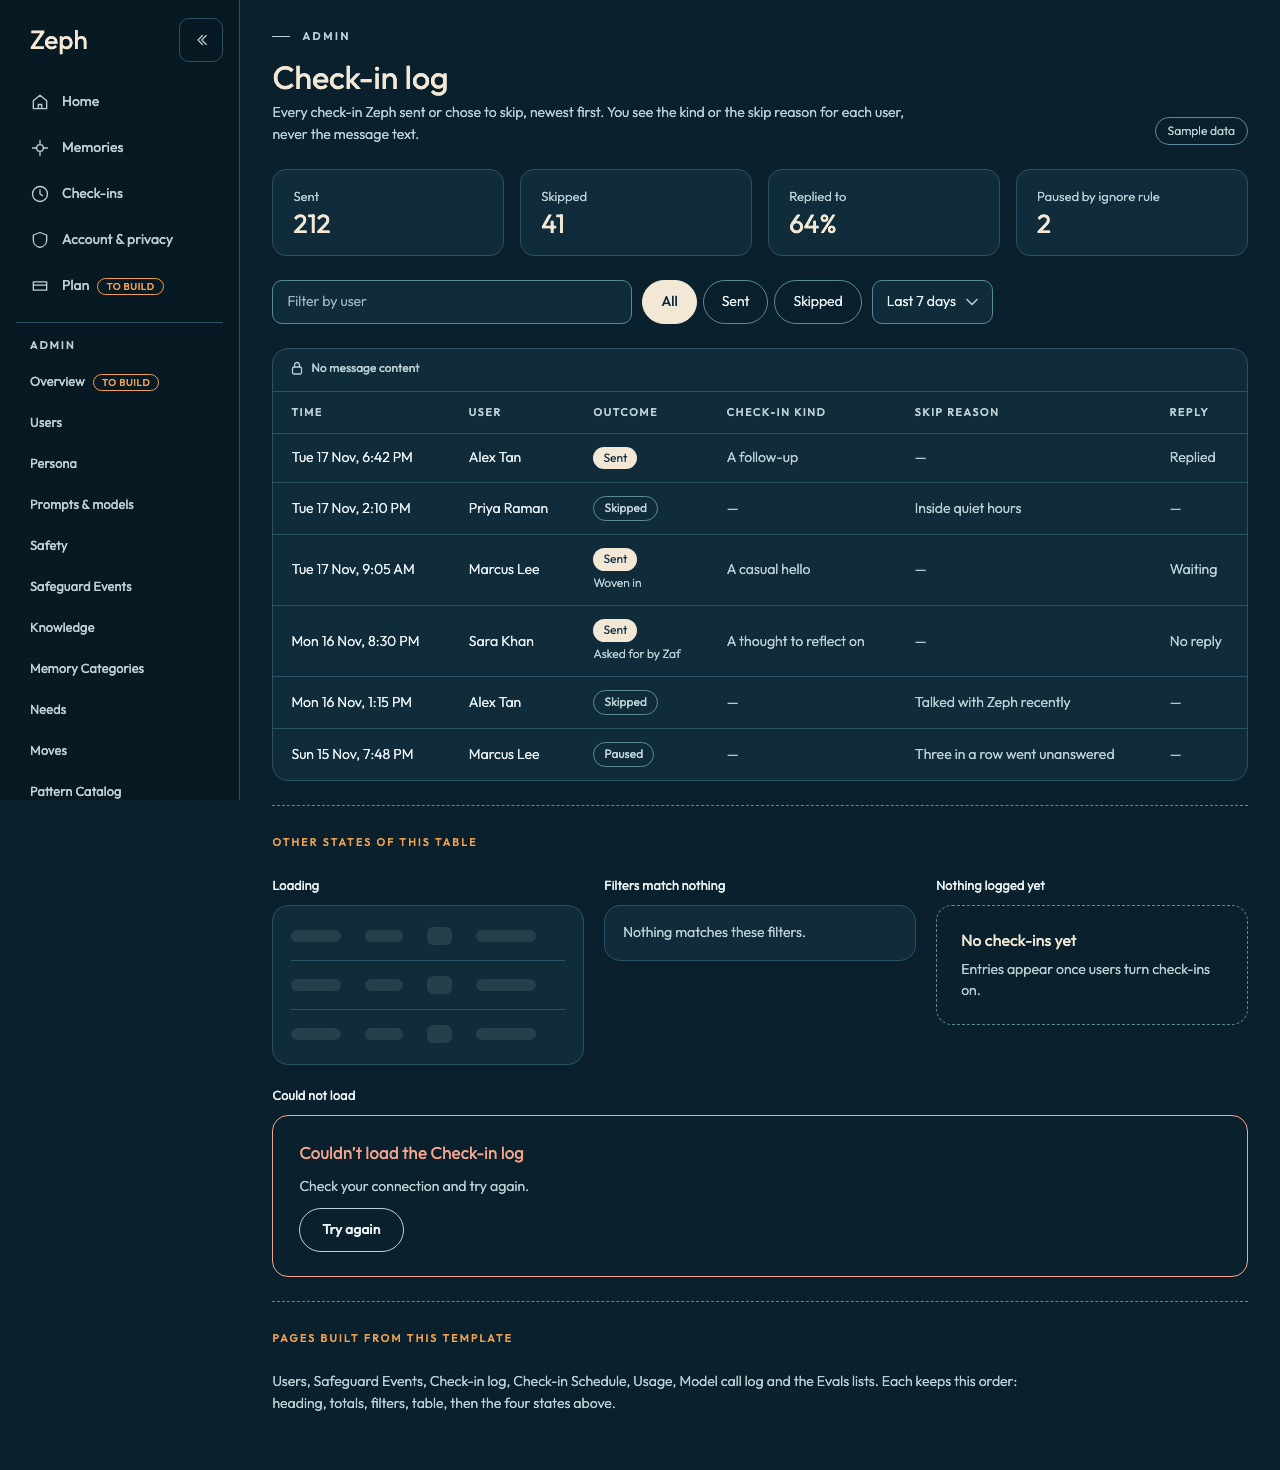 Zeph
Home
Memories
Check-ins
Account & privacy
Plan TO BUILD
ADMIN
Overview TO BUILD
Users
Persona
Prompts & models
Safety
Safeguard Events
Knowledge
Memory Categories
Needs
Moves
Pattern Catalog
ADMIN
Check-in log
Every check-in Zeph sent or chose to skip, newest first. You see the kind or the skip reason for each user,
never the message text.
Sample data
Sent
212
Skipped
41
Replied to
64%
Paused by ignore rule
2
Filter by user
All
Sent
Skipped
Last 7 days
No message content
TIME USER OUTCOME CHECK-IN KIND SKIP REASON REPLY
Tue 17 Nov, 6:42 PM Alex Tan Sent A follow-up — Replied
Tue 17 Nov, 2:10 PM Priya Raman Skipped — Inside quiet hours —
Tue 17 Nov, 9:05 AM Marcus Lee Sent A casual hello — Waiting
Woven in
Mon 16 Nov, 8:30 PM Sara Khan Sent A thought to reflect on — No reply
Asked for by Zaf
Mon 16 Nov, 1:15 PM Alex Tan Skipped — Talked with Zeph recently —
Sun 15 Nov, 7:48 PM Marcus Lee Paused — Three in a row went unanswered —
OTHER STATES OF THIS TABLE
Loading
Filters match nothing
Nothing matches these filters.
Nothing logged yet
No check-ins yet
Entries appear once users turn check-ins
on.
Could not load
Couldn’t load the Check-in log
Check your connection and try again.
Try again
PAGES BUILT FROM THIS TEMPLATE
Users, Safeguard Events, Check-in log, Check-in Schedule, Usage, Model call log and the Evals lists. Each keeps this order:
heading, totals, filters, table, then the four states above.